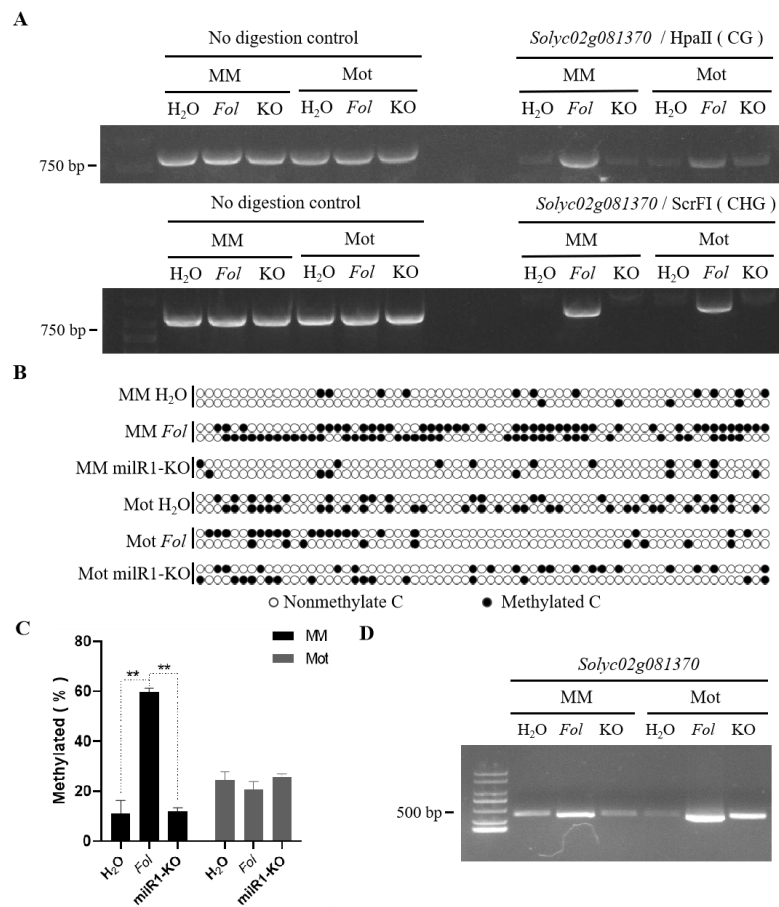 A
No digestion control
Solyc02g081370 / HpaII ( CG )
MM Mot MM Mot
H₂O Fol KO H₂O Fol KO H₂O Fol KO H₂O Fol KO
750 bp
No digestion control
Solyc02g081370 / ScrFI ( CHG )
MM Mot MM Mot
H₂O Fol KO H₂O Fol KO H₂O Fol KO H₂O Fol KO
750 bp
B
MM H₂O
MM Fol
MM milR1-KO
Mot H₂O
Mot Fol
Mot milR1-KO
Nonmethylate C
Methylated C
C
MM
Mot
Methylated ( % )
80
60
40
20
0
** **
H₂O Fol milR1-KO H₂O Fol milR1-KO
D
Solyc02g081370
MM Mot
H₂O Fol KO H₂O Fol KO
500 bp